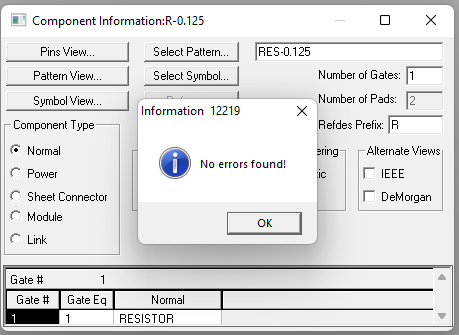 Component Information:R-0.125
Pins View...
Select Pattern...
RES-0.125
Pattern View...
Select Symbol...
Number of Gates:
1
Symbol View...
Number of Pads:
2
Refdes Prefix:
R
Component Type
Normal
Power
Sheet Connector
Module
Link
Information 12219
No errors found!
OK
ering
tic
Alternate Views
IEEE
DeMorgan
Gate # 1
Gate # Gate Eq Normal
1 1 RESISTOR